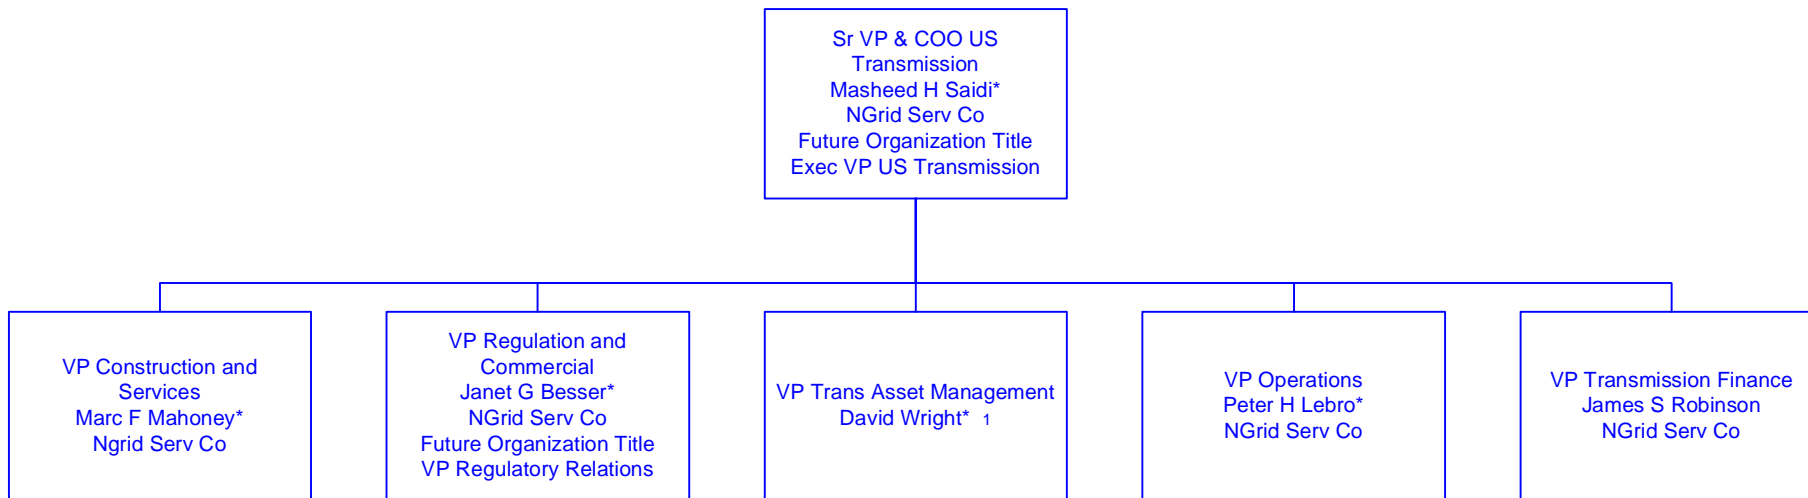 Sr VP & COO US
Transmission
Masheed H Saidi*
NGrid Serv Co
Future Organization Title
Exec VP US Transmission
VP Construction and
Services
Marc F Mahoney*
Ngrid Serv Co
VP Regulation and
Commercial
Janet G Besser*
NGrid Serv Co
Future Organization Title
VP Regulatory Relations
VP Trans Asset Management
David Wright* 1
VP Operations
Peter H Lebro*
NGrid Serv Co
VP Transmission Finance
James S Robinson
NGrid Serv Co